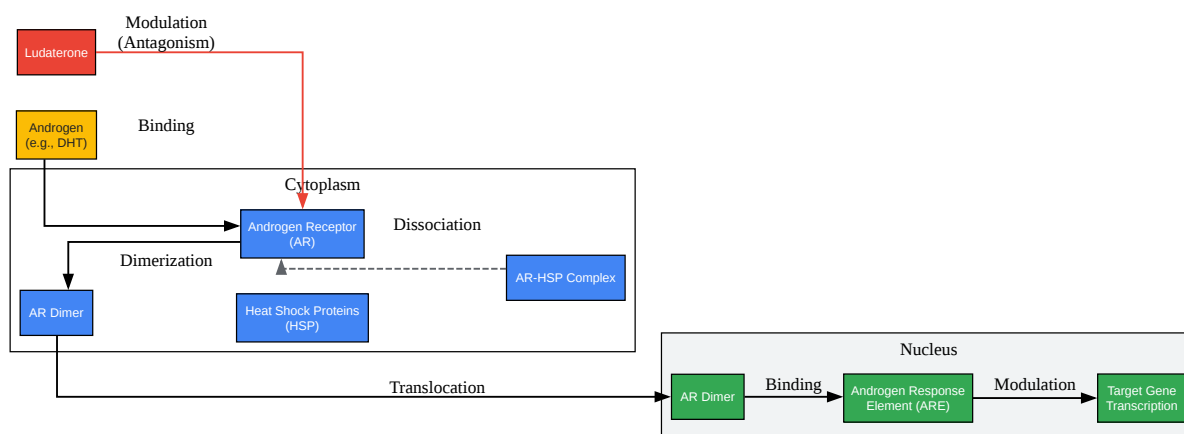 Modulation
(Antagonism)
Ludaterone
Androgen
(e.g., DHT)
Binding
Cytoplasm
Androgen Receptor
(AR)
Dissociation
Dimerization
AR-HSP Complex
AR Dimer
Heat Shock Proteins
(HSP)
Nucleus
Translocation
AR Dimer
Binding
Androgen Response
Element (ARE)
Modulation
Target Gene
Transcription